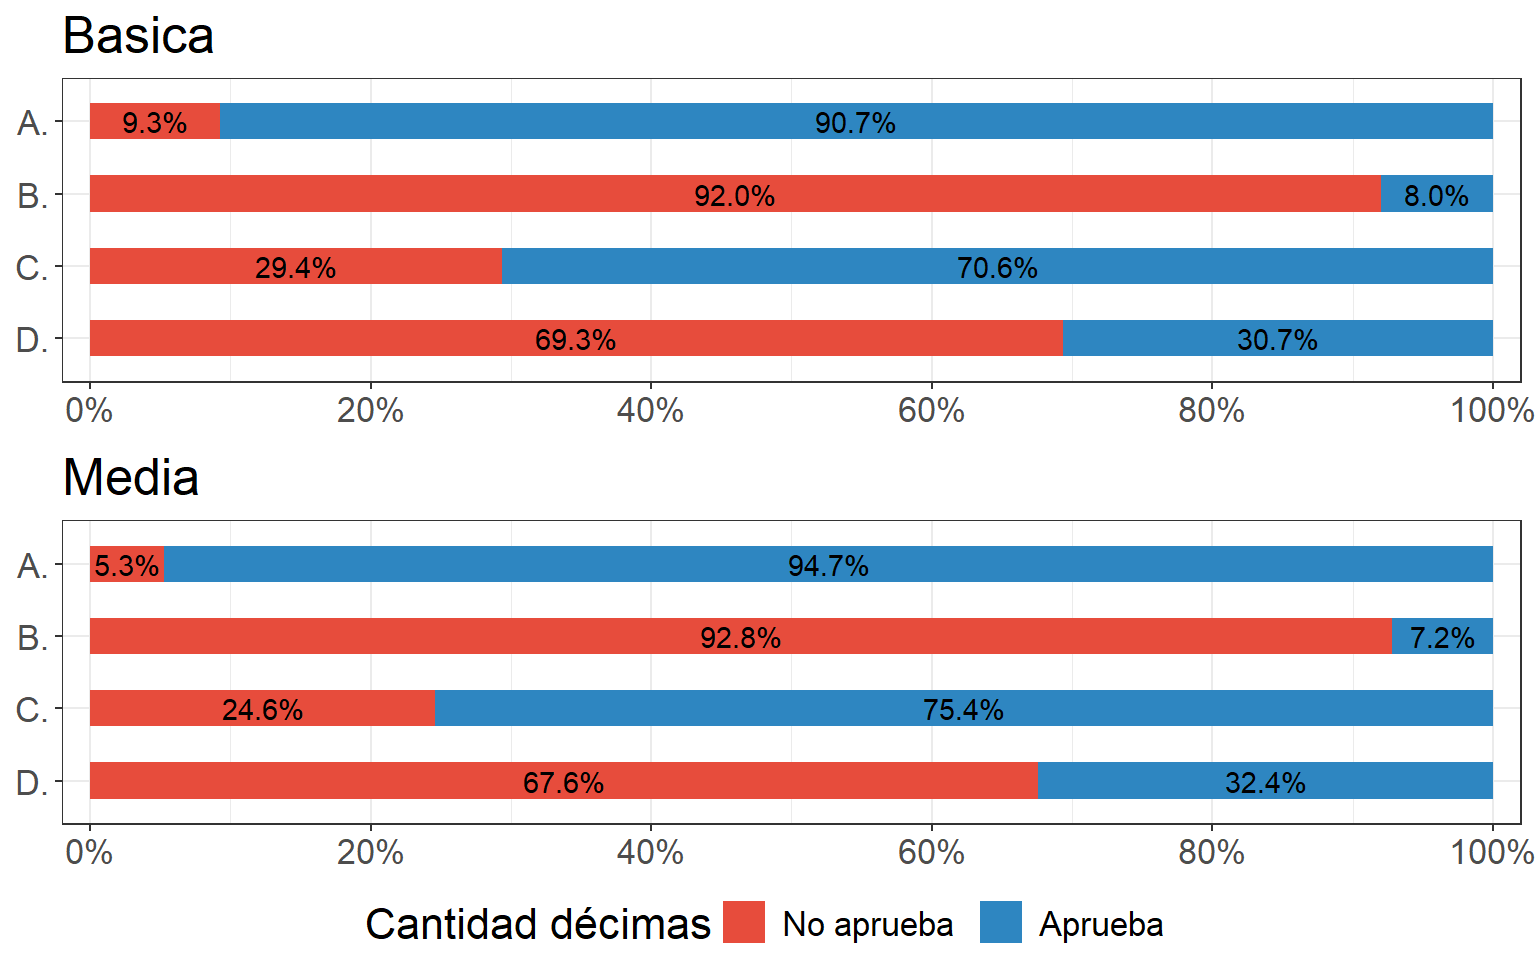 Basica
A. 9.3% 90.7%
B. 92.0% 8.0%
C. 29.4% 70.6%
D. 69.3% 30.7%
0% 20% 40% 60% 80% 100%
Media
A. 5.3% 94.7%
B. 92.8% 7.2%
C. 24.6% 75.4%
D. 67.6% 32.4%
0% 20% 40% 60% 80% 100%
Cantidad décimas No aprueba Aprueba